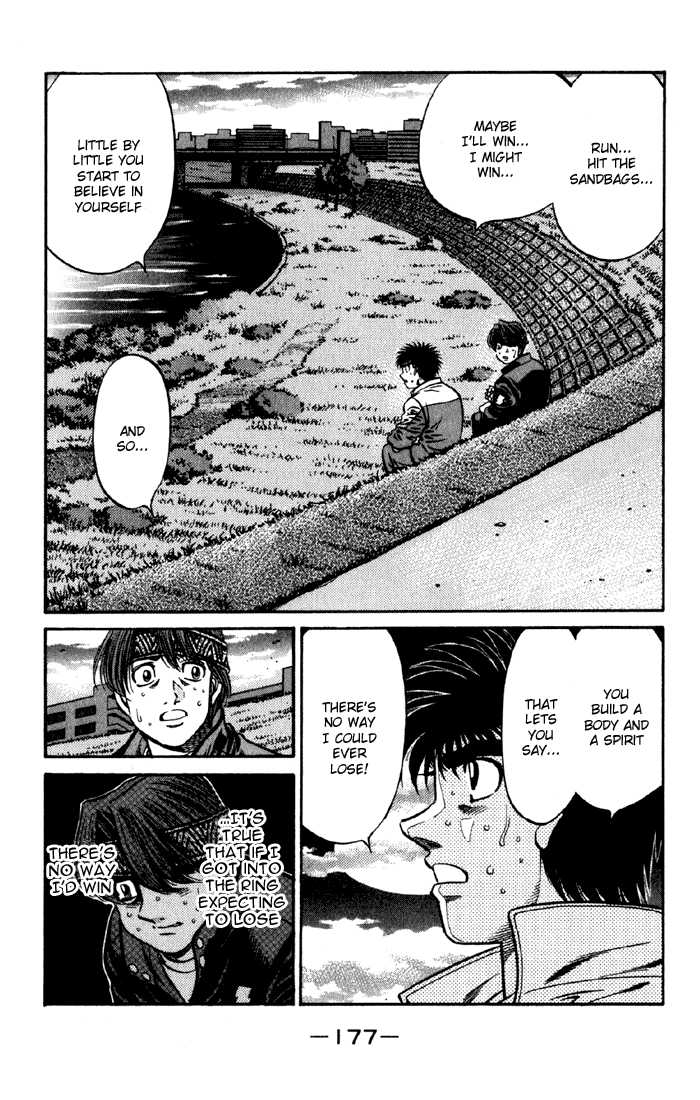 RUN...
HIT THE
SANDBAGS...
MAYBE
I'LL WIN...
I MIGHT
WIN...
LITTLE BY
LITTLE YOU
START TO
BELIEVE IN
YOURSELF
AND
SO...
YOU
BUILD A
BODY AND
A SPIRIT
THAT
LETS
YOU
SAY...
THERE'S
NO WAY
I COULD
EVER
LOSE!
...IT'S
TRUE
THAT IF I
GOT INTO
THE RING
EXPECTING
TO LOSE
THERE'S
NO WAY
I'D WIN
—177—